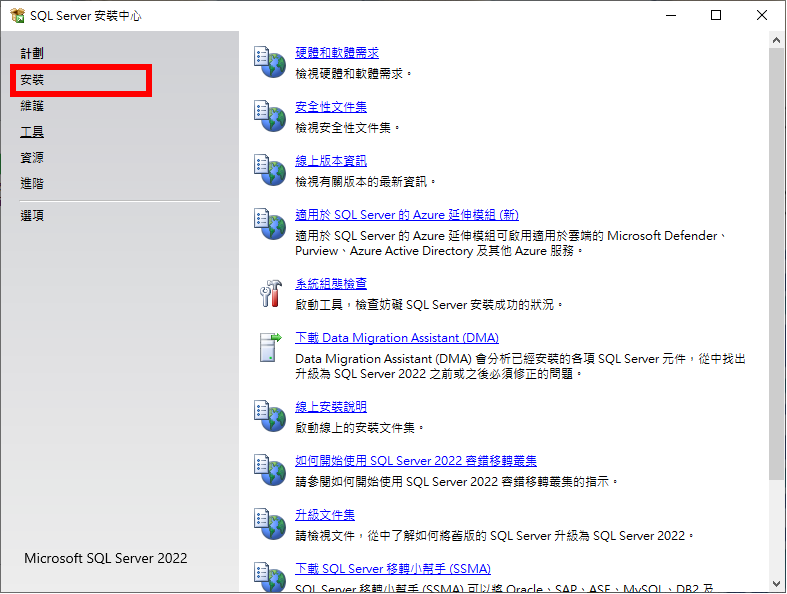 SQL Server 安裝中心
計劃
安裝
維護
工具
資源
進階
選項
Microsoft SQL Server 2022
硬體和軟體需求
檢視硬體和軟體需求。
安全性文件集
檢視安全性文件集。
線上版本資訊
檢視有關版本的最新資訊。
適用於 SQL Server 的 Azure 延伸模組 (新)
適用於 SQL Server 的 Azure 延伸模組可啟用適用於雲端的 Microsoft Defender、
Purview、Azure Active Directory 及其他 Azure 服務。
系統組態檢查
啟動工具，檢查妨礙 SQL Server 安裝成功的狀況。
下載 Data Migration Assistant (DMA)
Data Migration Assistant (DMA) 會分析已經安裝的各項 SQL Server 元件，從中找出
升級為 SQL Server 2022 之前或之後必須修正的問題。
線上安裝說明
啟動線上的安裝文件集。
如何開始使用 SQL Server 2022 容錯移轉叢集
請參閱如何開始使用 SQL Server 2022 容錯移轉叢集的指示。
升級文件集
請檢視文件，從中了解如何將舊版的 SQL Server 升級為 SQL Server 2022。
下載 SQL Server 移轉小幫手 (SSMA)
SQL Server 移轉小幫手 (SSMA) 可以將 Oracle、SAP、ASE、MySQL、DB2 及